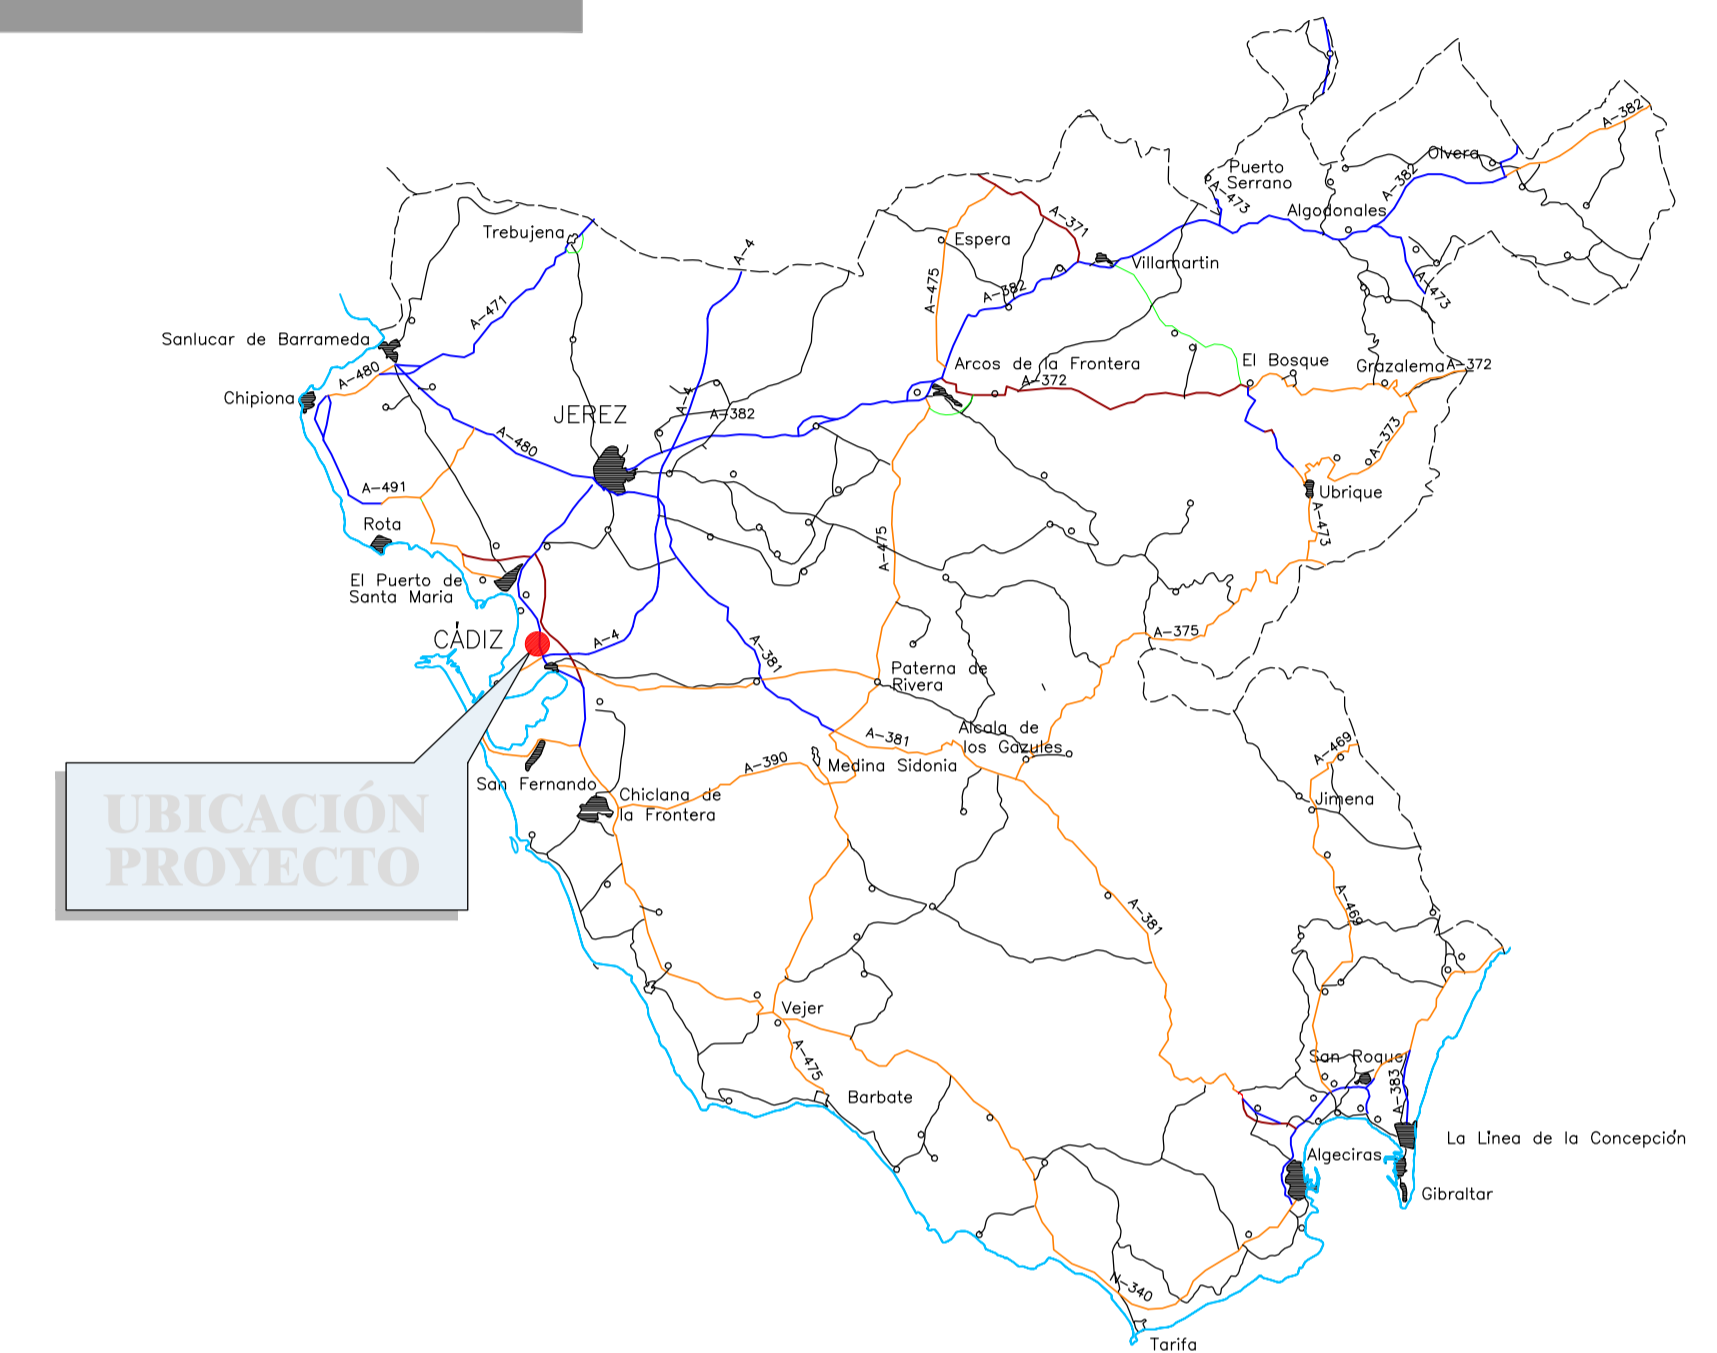 A-382
Olvera
A-382
Puerto
Serrano
A-473
Algodonales
A-371
Trebujena
Espera
A-4
Villamartin
A-475
A-382
A-473
A-471
Sanlucar de Barrameda
A-480
Chipiona
Arcos de la Frontera
A-372
El Bosque
Grazalema
A-372
A-4
A-382
JEREZ
A-480
A-373
A-491
Ubrique
Rota
A-473
A-475
El Puerto de
Santa Maria
CÁDIZ
A-4
A-381
A-375
Paterna de
Rivera
A-381
Alcala de
los Gazules
A-469
A-390
Medina Sidonia
San Fernando
Chiclana de
la Frontera
Jimena
UBICACIÓN
PROYECTO
A-469
A-381
Vejer
A-475
San Roque
Barbate
A-383
La Línea de la Concepción
Algeciras
Gibraltar
N-340
Tarifa